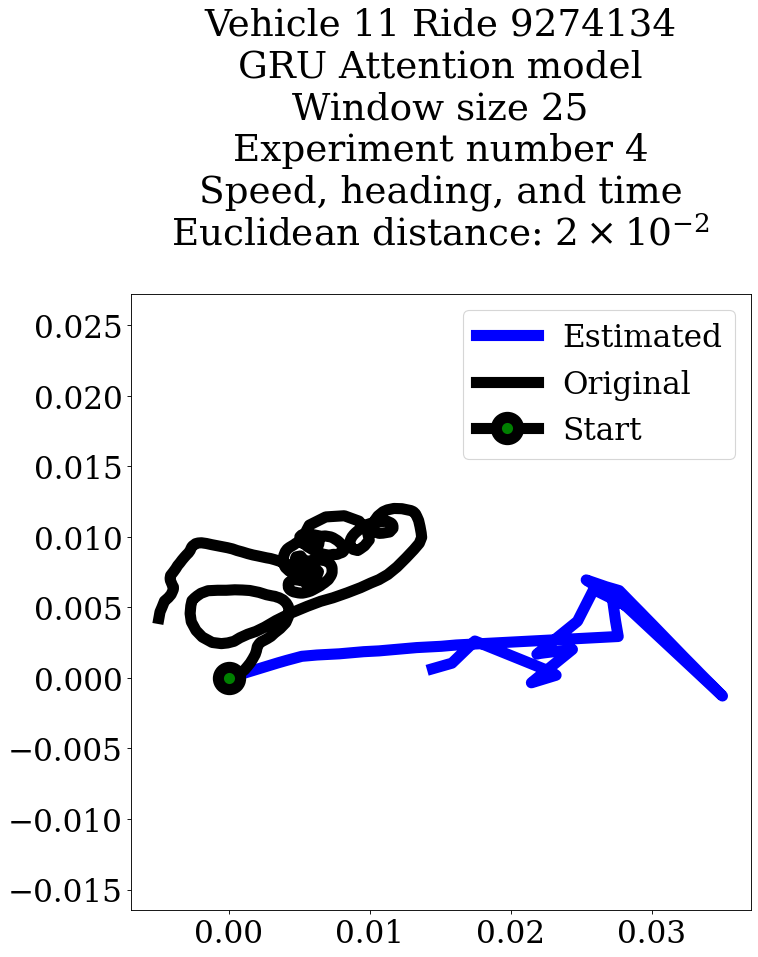 Vehicle 11 Ride 9274134
GRU Attention model
Window size 25
Experiment number 4
Speed, heading, and time
Euclidean distance: $2 \times 10^{-2}$
Estimated
Original
Start
0.025
0.020
0.015
0.010
0.005
0.000
−0.005
−0.010
−0.015
0.00 0.01 0.02 0.03